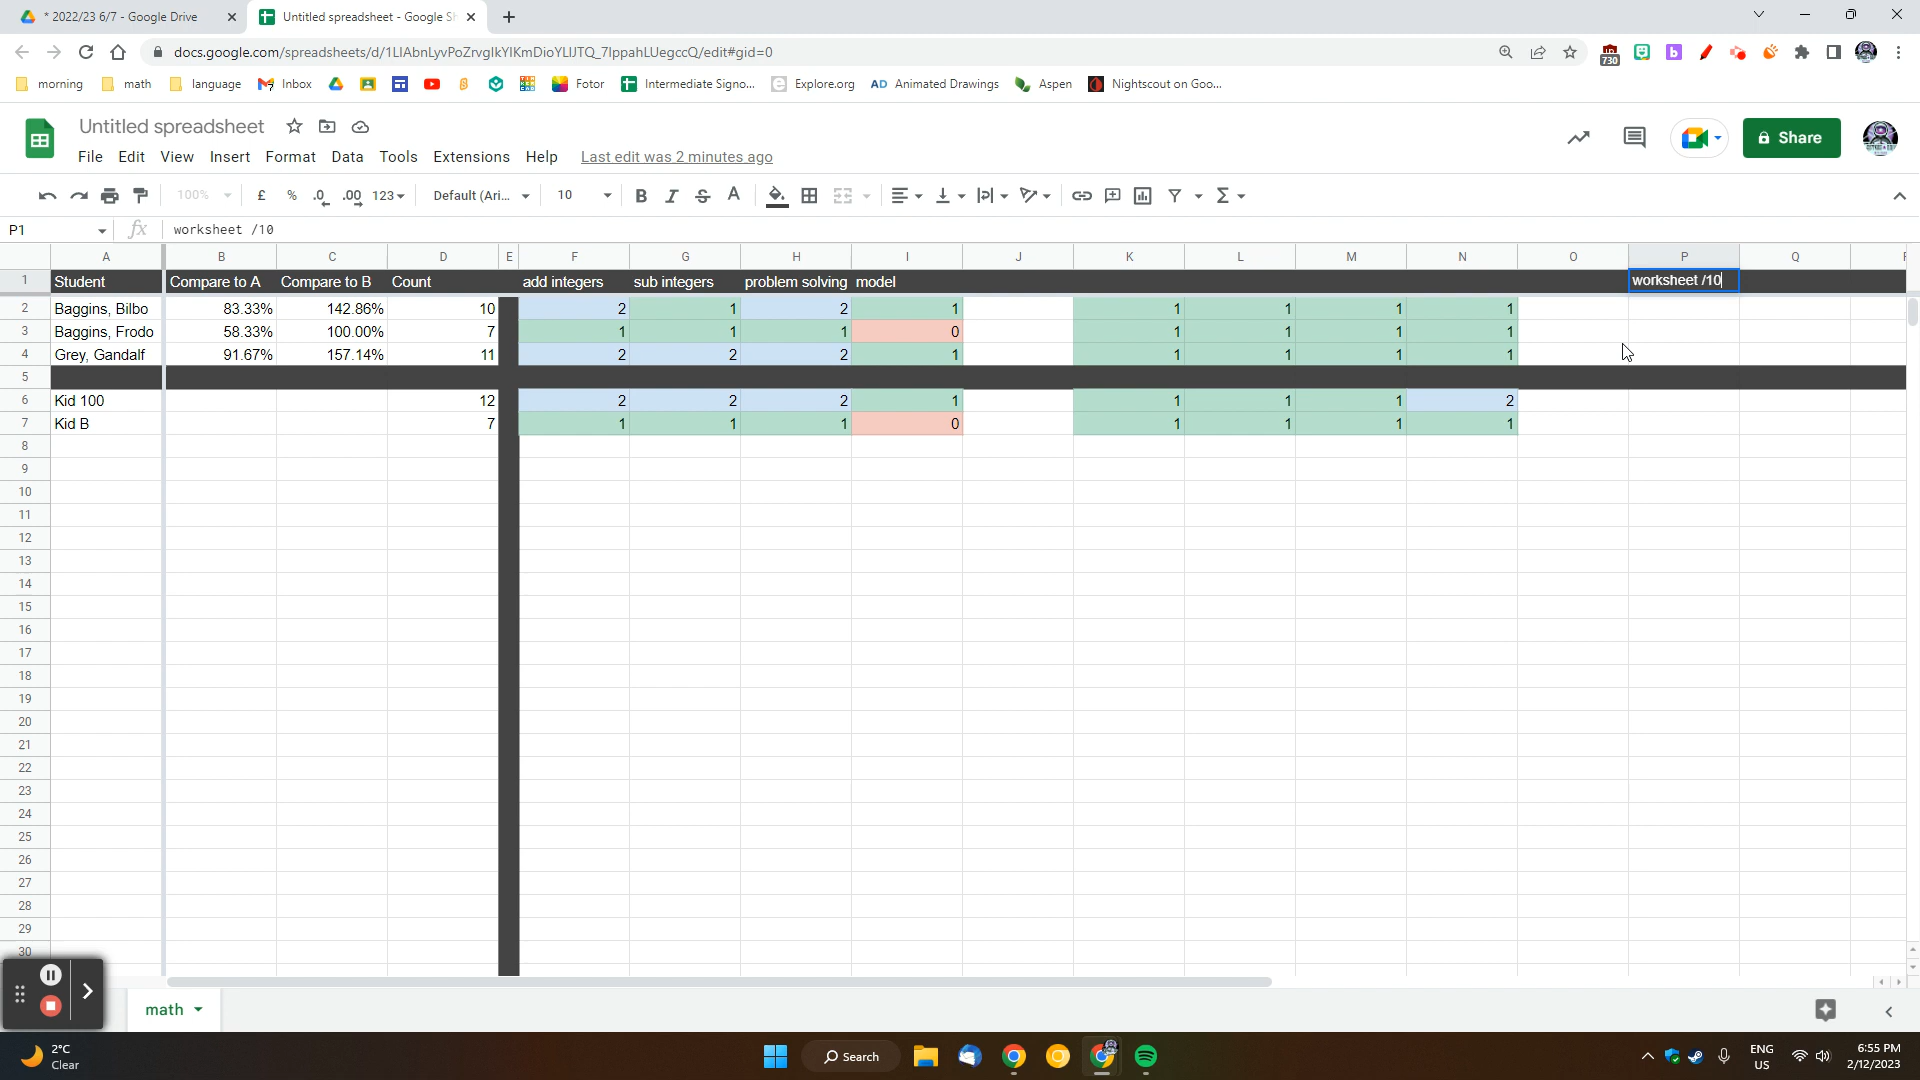 * 2022/23 6/7 - Google Drive
Untitled spreadsheet - Google Sh
docs.google.com/spreadsheets/d/1LIAbnLyvPoZrvglkYIKmDioYLlJTQ_7IppahLUegccQ/edit#gid=0
730
morning math language Inbox Fotor Intermediate Signo... Explore.org AD Animated Drawings Aspen Nightscout on Goo...
Untitled spreadsheet
File Edit View Insert Format Data Tools Extensions Help Last edit was 2 minutes ago
Share
100% £ % .0 .00 123 Default (Ari... 10 B I S A Σ
P1 fx worksheet /10
A B C D E F G H I J K L M N O P Q
1 Student Compare to A Compare to B Count add integers sub integers problem solving model worksheet /10
2 Baggins, Bilbo 83.33% 142.86% 10 2 1 2 1 1 1 1 1
3 Baggins, Frodo 58.33% 100.00% 7 1 1 1 0 1 1 1 1
4 Grey, Gandalf 91.67% 157.14% 11 2 2 2 1 1 1 1 1
5
6 Kid 100 12 2 2 2 1 1 1 1 2
7 Kid B 7 1 1 1 0 1 1 1 1
8
9
10
11
12
13
14
15
16
17
18
19
20
21
22
23
24
25
26
27
28
29
30
math
2°C
Clear
Search
ENG
US
6:55 PM
2/12/2023